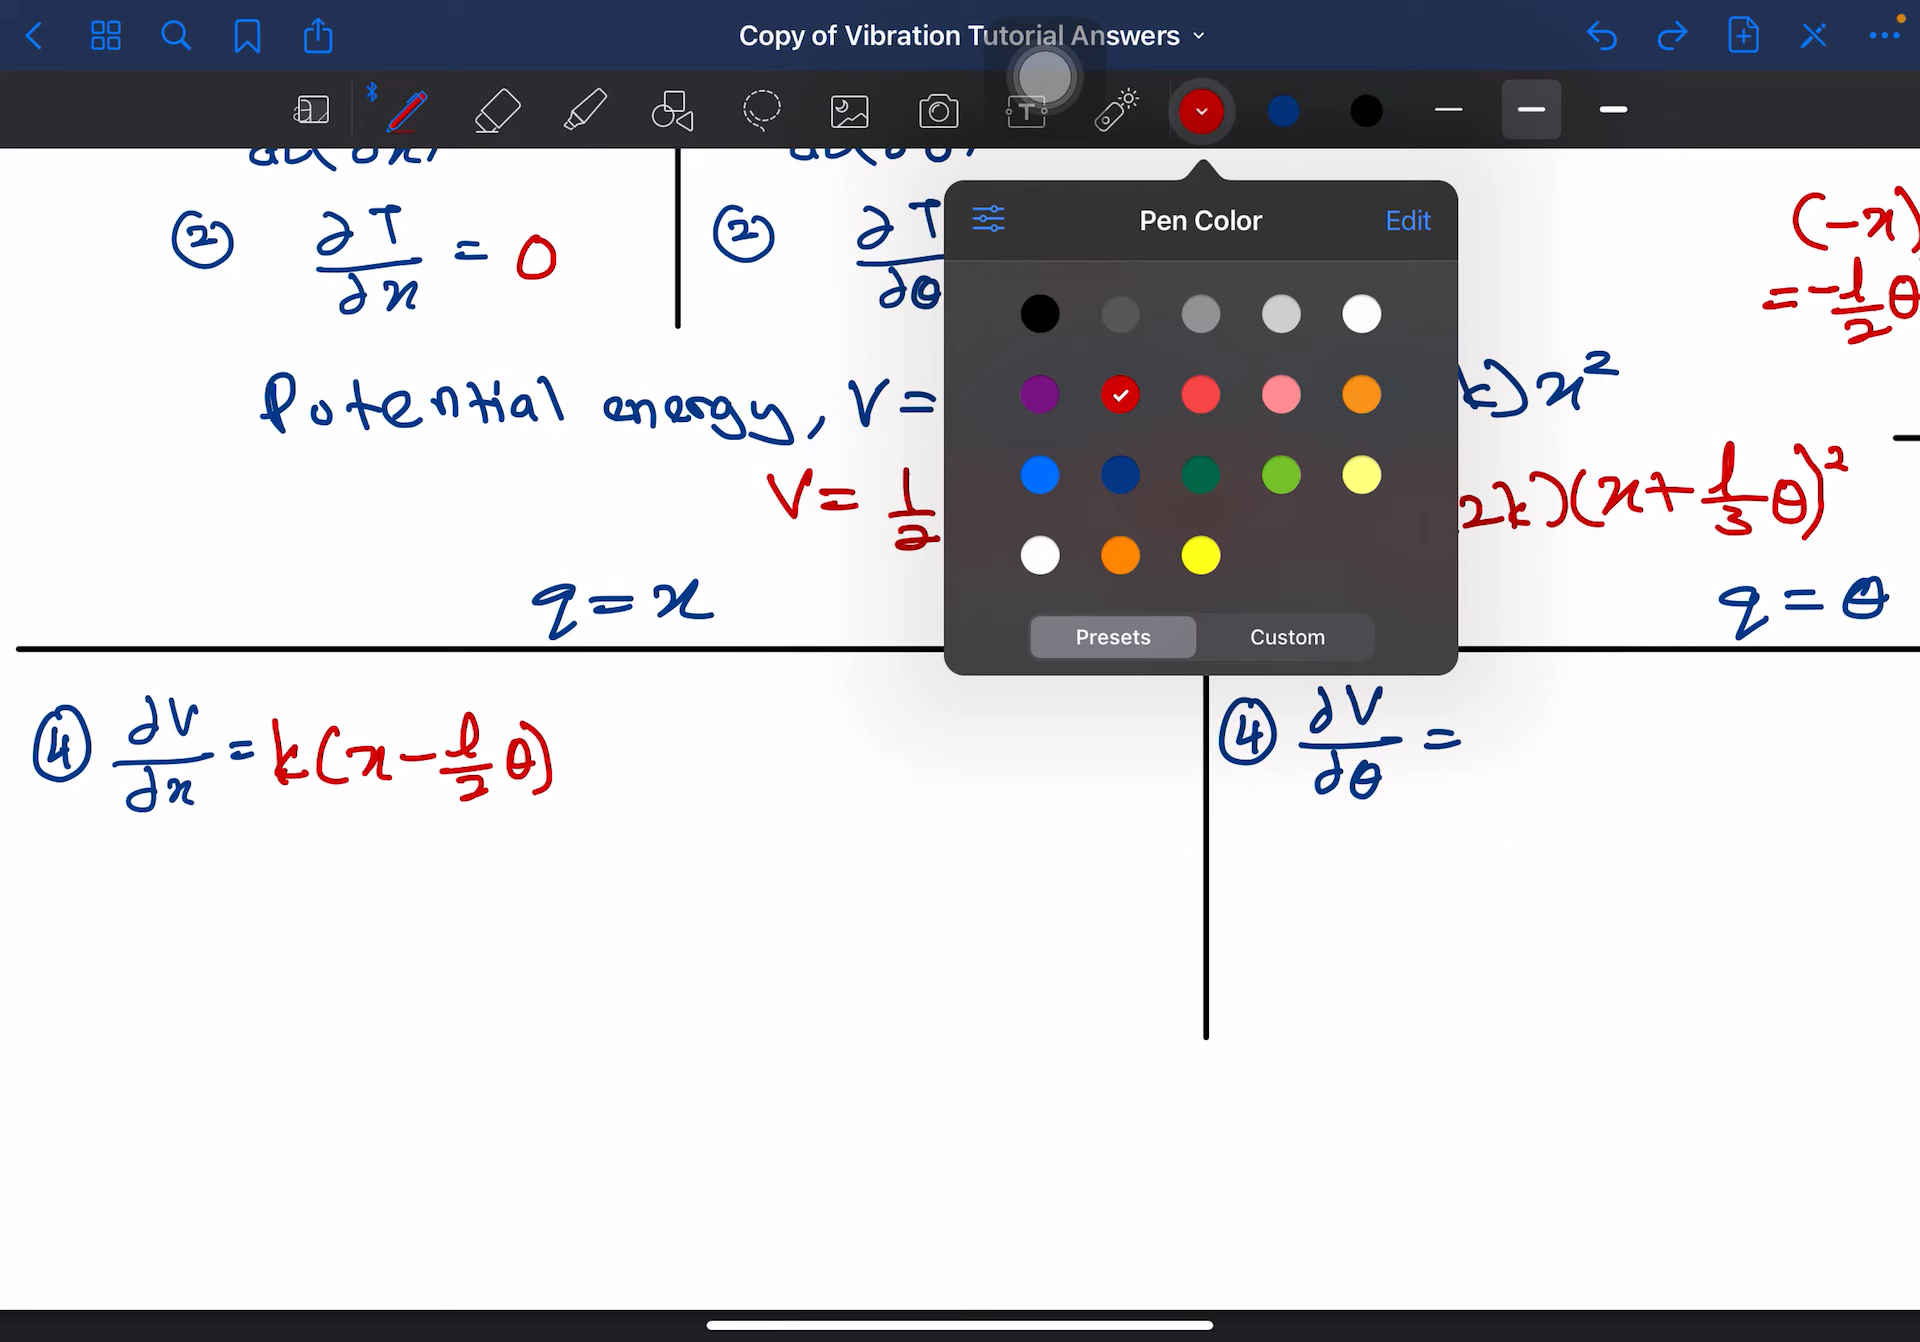 Copy of Vibration Tutorial Answers
T
② ∂T/∂x = 0
② ∂T/∂θ
(-x)
= -l/2 θ
Pen Color
Edit
Potential energy, V =
k)x²
V = 1/2
2k)(x + l/3 θ)²
q = x
q = θ
Presets
Custom
④ ∂V/∂x = k(x - l/2 θ)
④ ∂V/∂θ =